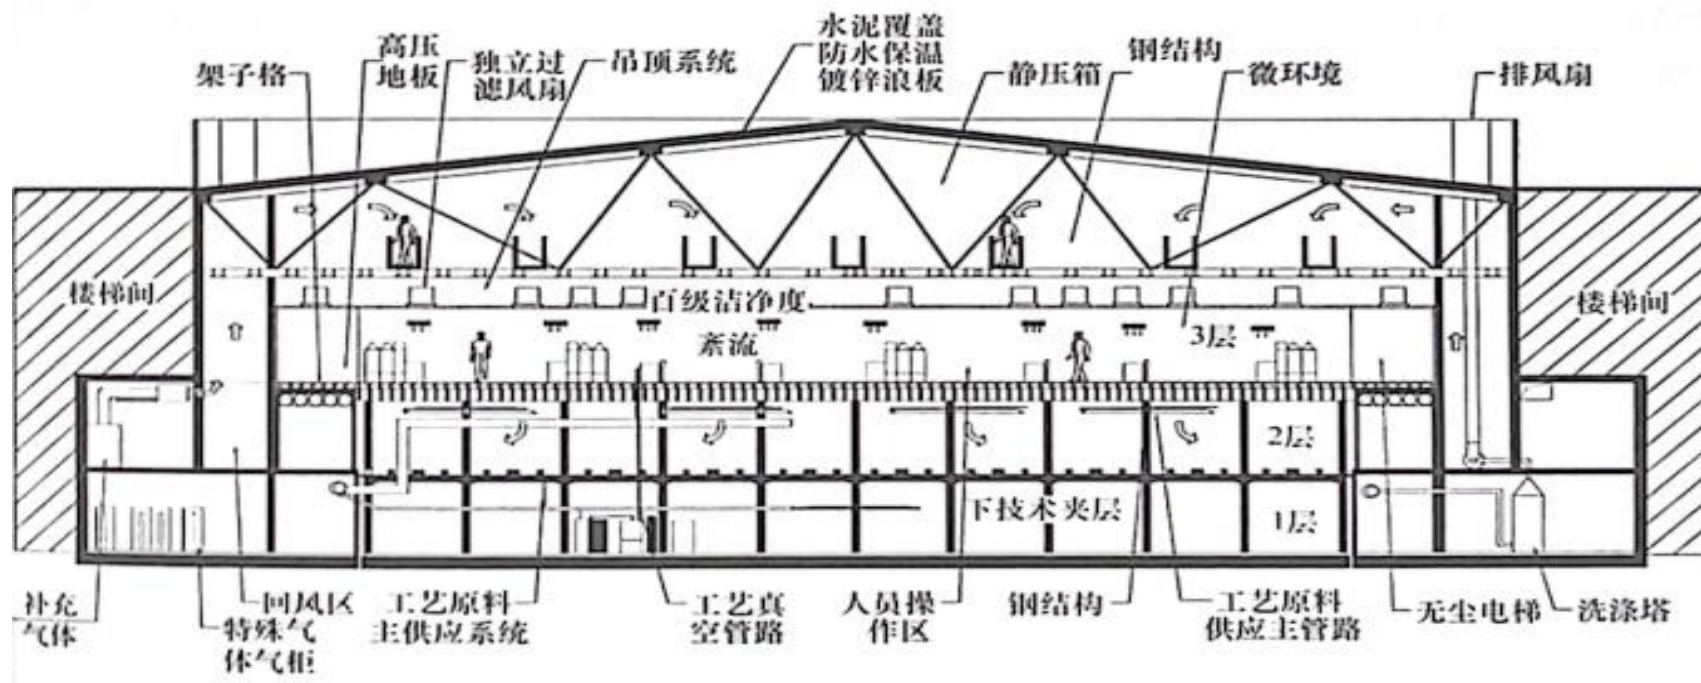 架子格
高压
地板
独立过
滤风扇
吊顶系统
水泥覆盖
防水保温
镀锌浪板
静压箱
钢结构
微环境
排风扇
楼梯间
百级洁净度
紊流
3层
楼梯间
2层
下技术夹层
1层
补充
气体
特殊气
体气柜
回风区
工艺原料
主供应系统
工艺真
空管路
人员操
作区
钢结构
工艺原料
供应主管路
无尘电梯
洗涤塔